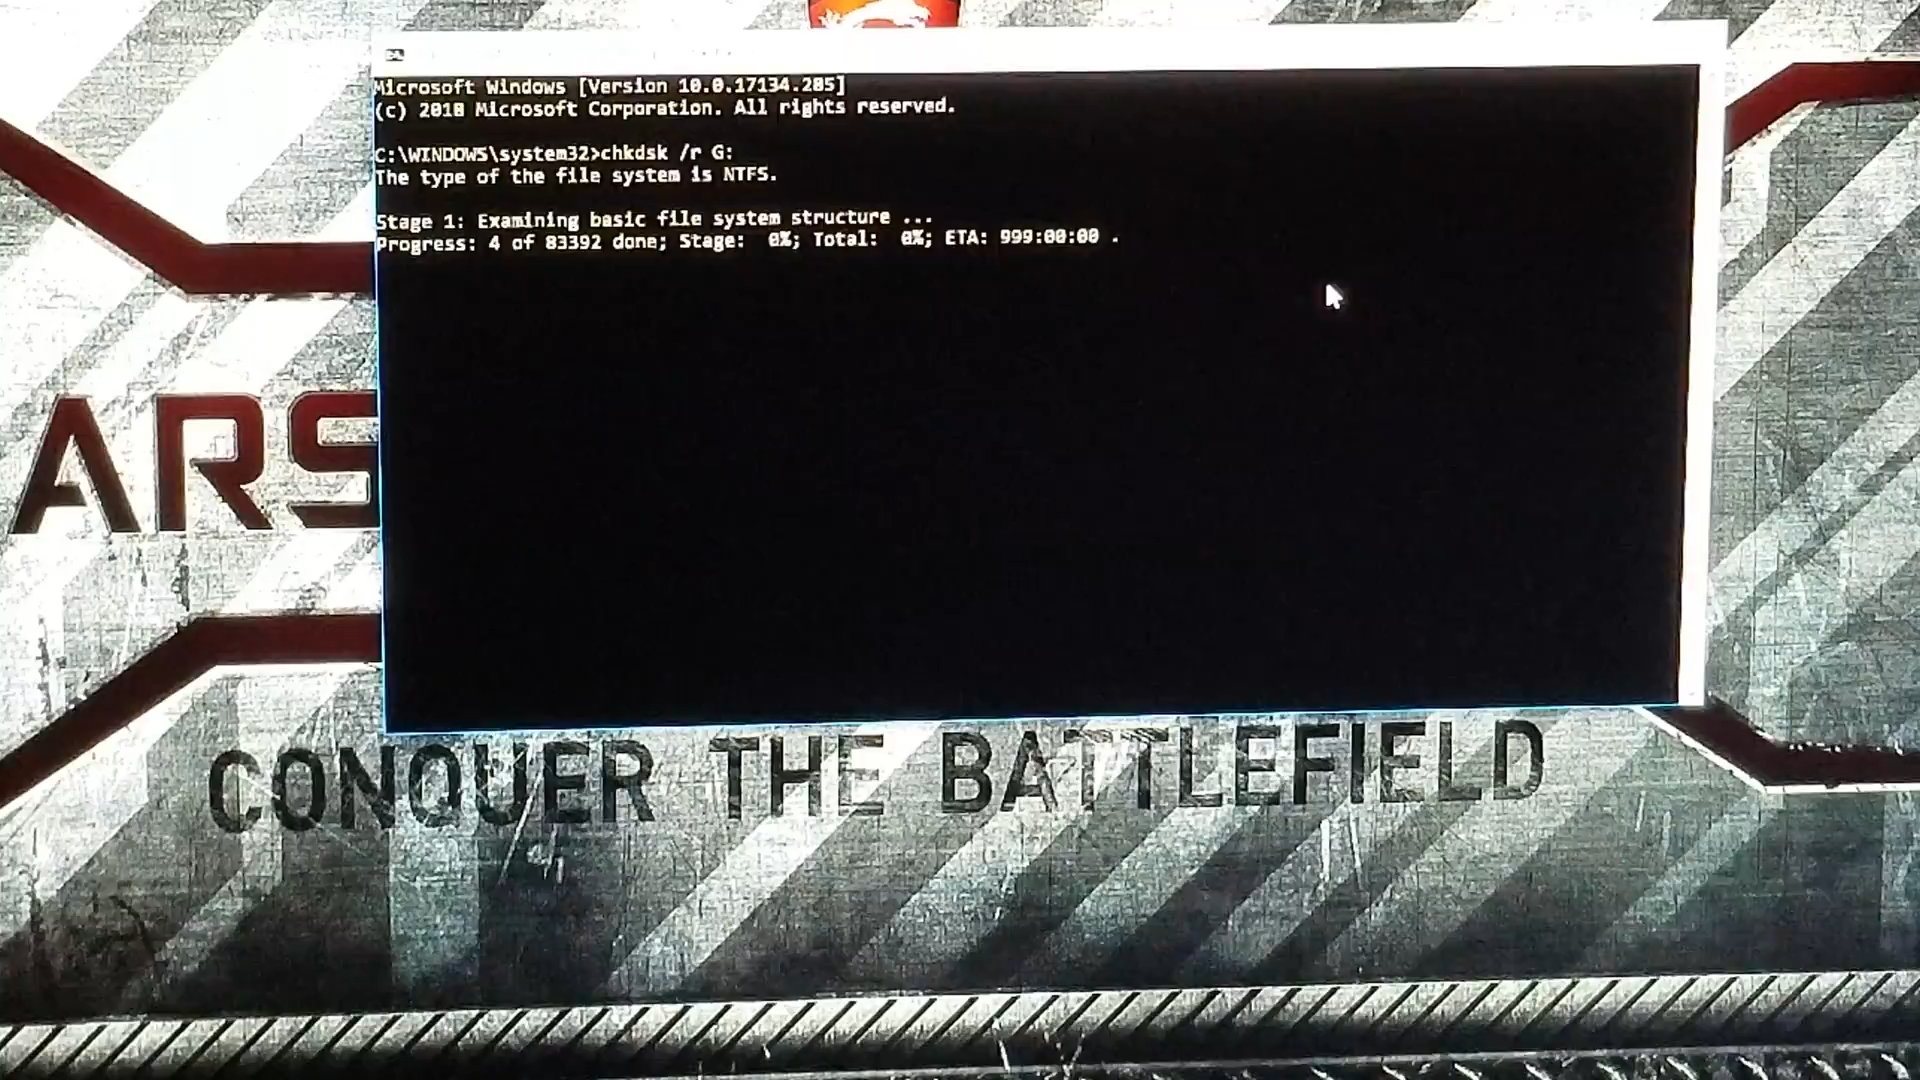 Microsoft Windows [Version 10.0.17134.285]
(c) 2018 Microsoft Corporation. All rights reserved.
C:\WINDOWS\system32>chkdsk /r G:
The type of the file system is NTFS.
Stage 1: Examining basic file system structure ...
Progress: 4 of 83392 done; Stage:  0%; Total:  0%; ETA: 999:00:00 .
ARS
CONQUER THE BATTLEFIELD